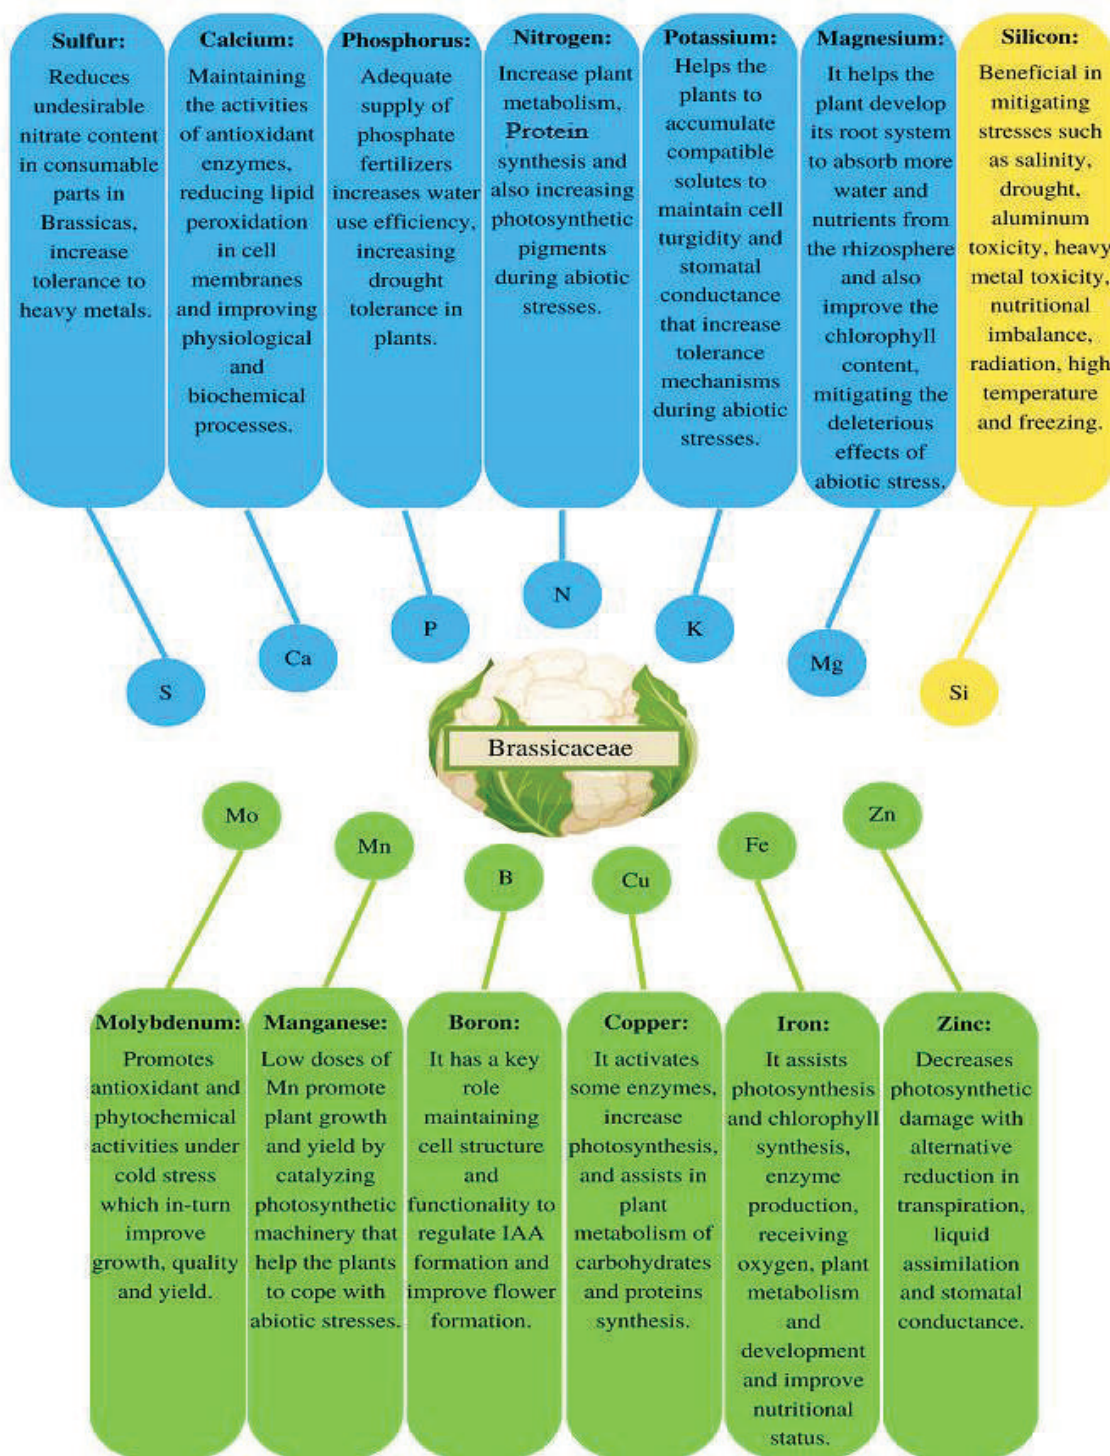 Sulfur:
Reduces
undesirable
nitrate content
in consumable
parts in
Brassicas,
increase
tolerance to
heavy metals.
Calcium:
Maintaining
the activities
of antioxidant
enzymes,
reducing lipid
peroxidation
in cell
membranes
and improving
physiological
and
biochemical
processes.
Phosphorus:
Adequate
supply of
phosphate
fertilizers
increases water
use efficiency,
increasing
drought
tolerance in
plants.
Nitrogen:
Increase plant
metabolism,
Protein
synthesis and
also increasing
photosynthetic
pigments
during abiotic
stresses.
Potassium:
Helps the
plants to
accumulate
compatible
solutes to
maintain cell
turgidity and
stomatal
conductance
that increase
tolerance
mechanisms
during abiotic
stresses.
Magnesium:
It helps the
plant develop
its root system
to absorb more
water and
nutrients from
the rhizosphere
and also
improve the
chlorophyll
content,
mitigating the
deleterious
effects of
abiotic stress.
Silicon:
Beneficial in
mitigating
stresses such
as salinity,
drought,
aluminum
toxicity, heavy
metal toxicity,
nutritional
imbalance,
radiation, high
temperature
and freezing.
S
Ca
P
N
K
Mg
Si
Brassicaceae
Mo
Mn
B
Cu
Fe
Zn
Molybdenum:
Promotes
antioxidant and
phytochemical
activities under
cold stress
which in-turn
improve
growth, quality
and yield.
Manganese:
Low doses of
Mn promote
plant growth
and yield by
catalyzing
photosynthetic
machinery that
help the plants
to cope with
abiotic stresses.
Boron:
It has a key
role
maintaining
cell structure
and
functionality to
regulate IAA
formation and
improve flower
formation.
Copper:
It activates
some enzymes,
increase
photosynthesis,
and assists in
plant
metabolism of
carbohydrates
and proteins
synthesis.
Iron:
It assists
photosynthesis
and chlorophyll
synthesis,
enzyme
production,
receiving
oxygen, plant
metabolism
and
development
and improve
nutritional
status.
Zinc:
Decreases
photosynthetic
damage with
alternative
reduction in
transpiration,
liquid
assimilation
and stomatal
conductance.